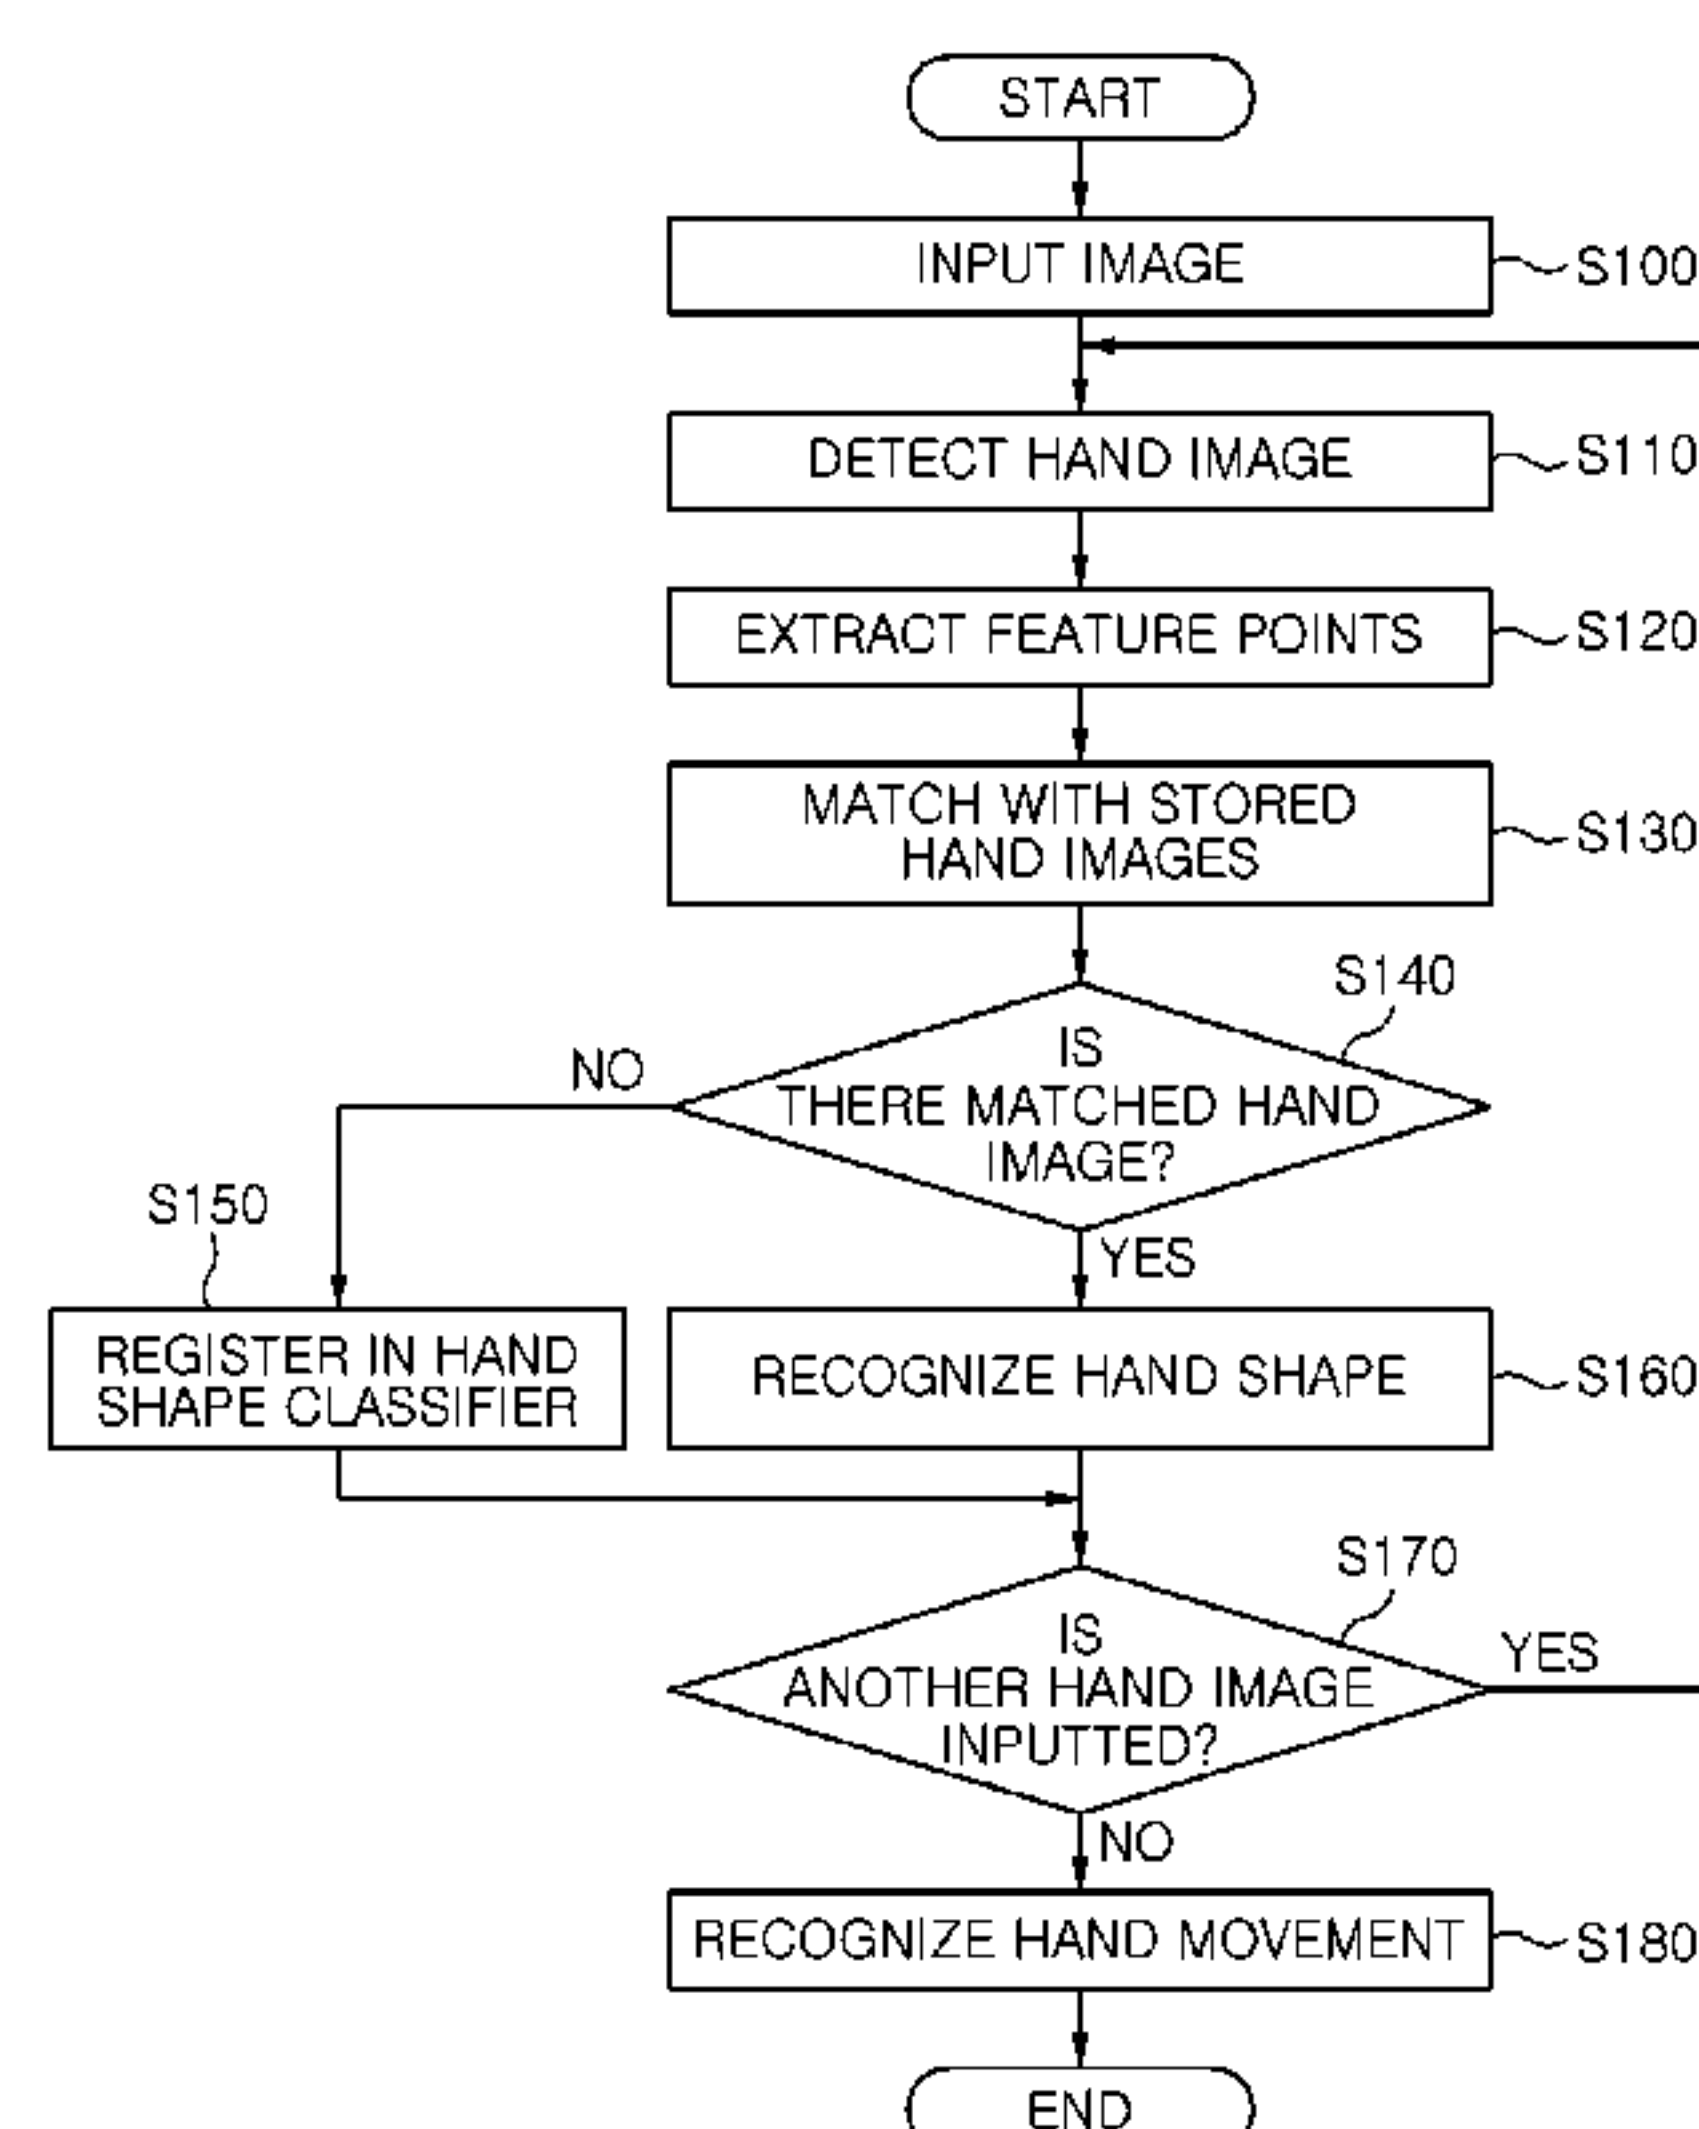 START
INPUT IMAGE
S100
DETECT HAND IMAGE
S110
EXTRACT FEATURE POINTS
S120
MATCH WITH STORED
HAND IMAGES
S130
S140
IS
THERE MATCHED HAND
IMAGE?
NO
YES
S150
REGISTER IN HAND
SHAPE CLASSIFIER
RECOGNIZE HAND SHAPE
S160
S170
IS
ANOTHER HAND IMAGE
INPUTTED?
YES
NO
RECOGNIZE HAND MOVEMENT
S180
END